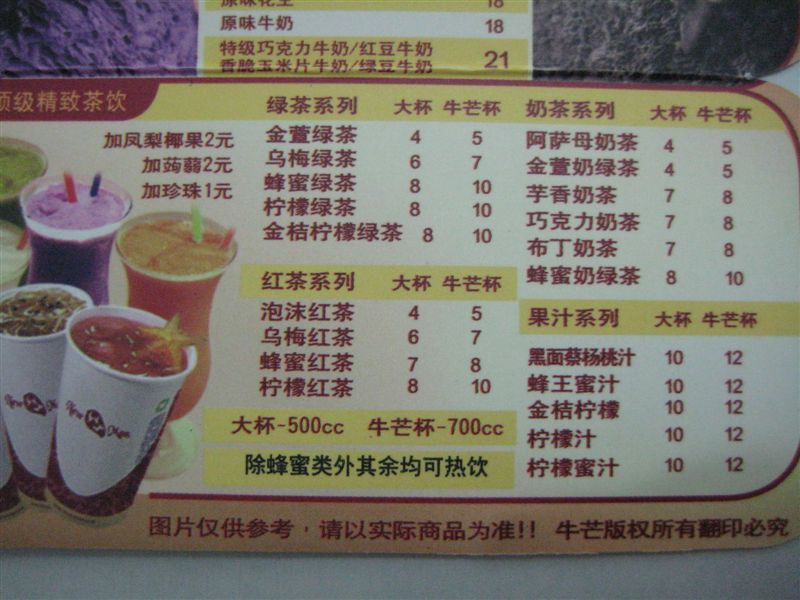 原味花生 18
原味牛奶 18
特级巧克力牛奶/红豆牛奶
香脆玉米片牛奶/绿豆牛奶 21
顶级精致茶饮
加凤梨椰果2元
加蒟蒻2元
加珍珠1元
绿茶系列 大杯 牛芒杯
金萱绿茶 4 5
乌梅绿茶 6 7
蜂蜜绿茶 8 10
柠檬绿茶 8 10
金桔柠檬绿茶 8 10
红茶系列 大杯 牛芒杯
泡沫红茶 4 5
乌梅红茶 6 7
蜂蜜红茶 7 8
柠檬红茶 8 10
大杯-500cc 牛芒杯-700cc
除蜂蜜类外其余均可热饮
奶茶系列 大杯 牛芒杯
阿萨母奶茶 4 5
金萱奶绿茶 4 5
芋香奶茶 7 8
巧克力奶茶 7 8
布丁奶茶 7 8
蜂蜜奶绿茶 8 10
果汁系列 大杯 牛芒杯
黑面蔡杨桃汁 10 12
蜂王蜜汁 10 12
金桔柠檬 10 12
柠檬汁 10 12
柠檬蜜汁 10 12
图片仅供参考，请以实际商品为准!! 牛芒版权所有翻印必究